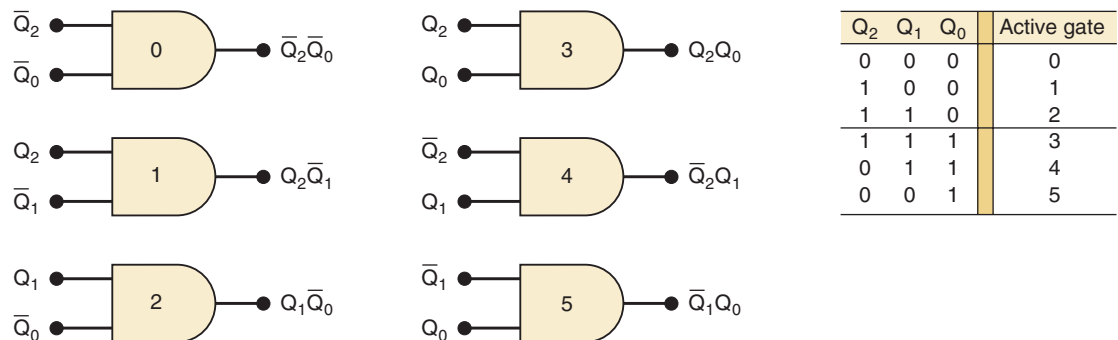 Q̅₂
0
Q̅₀
Q̅₂Q̅₀
Q₂
1
Q̅₁
Q₂Q̅₁
Q₁
2
Q̅₀
Q₁Q̅₀
Q₂
3
Q₀
Q₂Q₀
Q̅₂
4
Q₁
Q̅₂Q₁
Q̅₁
5
Q₀
Q̅₁Q₀
Q₂ Q₁ Q₀ Active gate
0 0 0 0
1 0 0 1
1 1 0 2
1 1 1 3
0 1 1 4
0 0 1 5